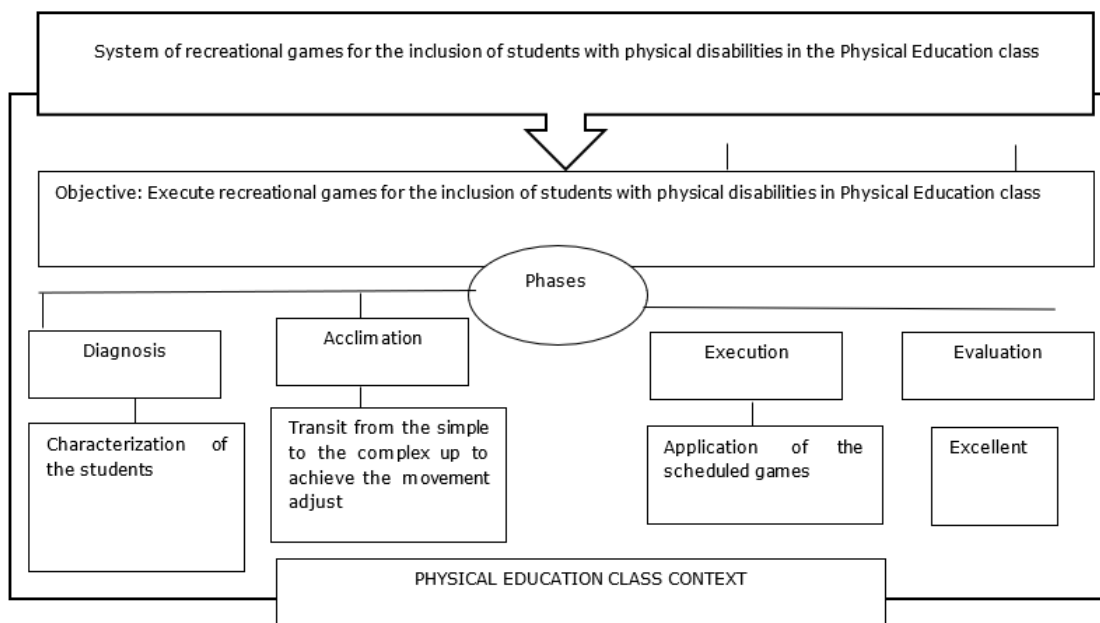 System of recreational games for the inclusion of students with physical disabilities in the Physical Education class
Objective: Execute recreational games for the inclusion of students with physical disabilities in Physical Education class
Phases
Diagnosis
Acclimation
Execution
Evaluation
Characterization of
the students
Transit from the simple
to the complex up to
achieve the movement
adjust
Application of the
scheduled games
Excellent
PHYSICAL EDUCATION CLASS CONTEXT